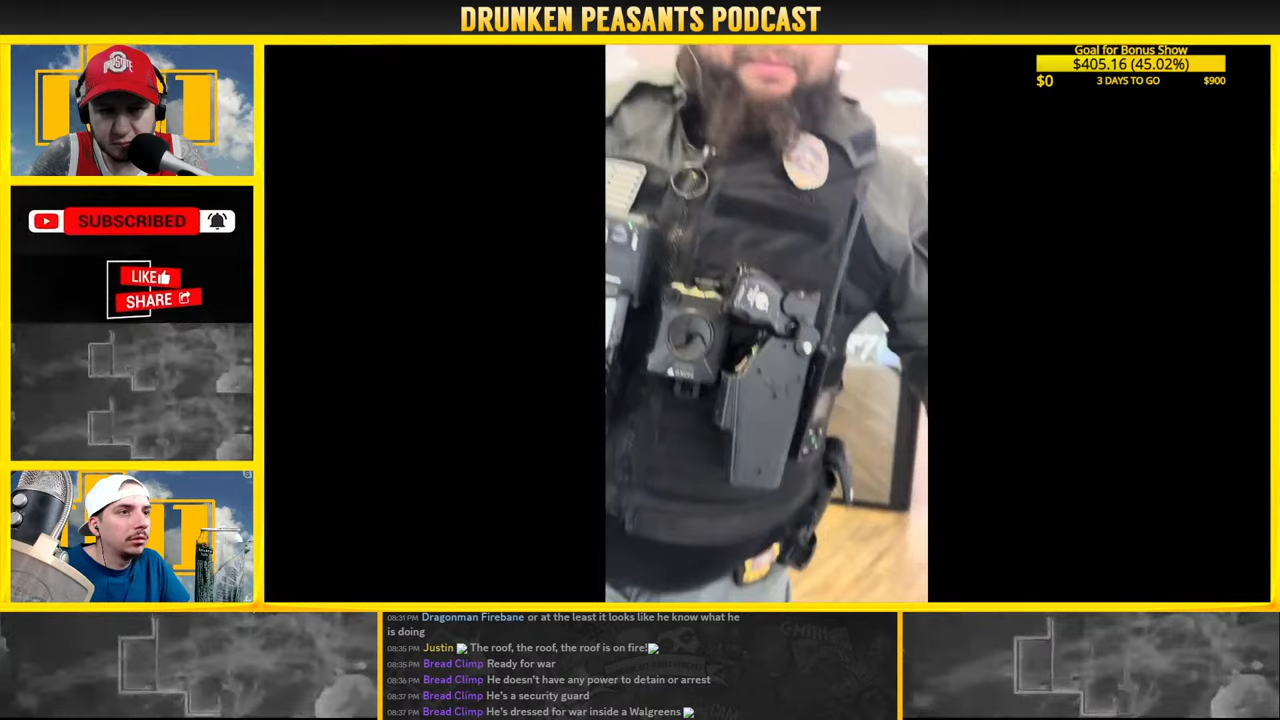 DRUNKEN PEASANTS PODCAST
Goal for Bonus Show
$405.16 (45.02%)
$0 3 DAYS TO GO $900
SUBSCRIBED
LIKE
SHARE
08:31 PM Dragonman Firebane or at the least it looks like he know what he
is doing
08:35 PM Justin The roof, the roof, the roof is on fire!
08:35 PM Bread Climp Ready for war
08:36 PM Bread Climp He doesn't have any power to detain or arrest
08:37 PM Bread Climp He's a security guard
08:37 PM Bread Climp He's dressed for war inside a Walgreens